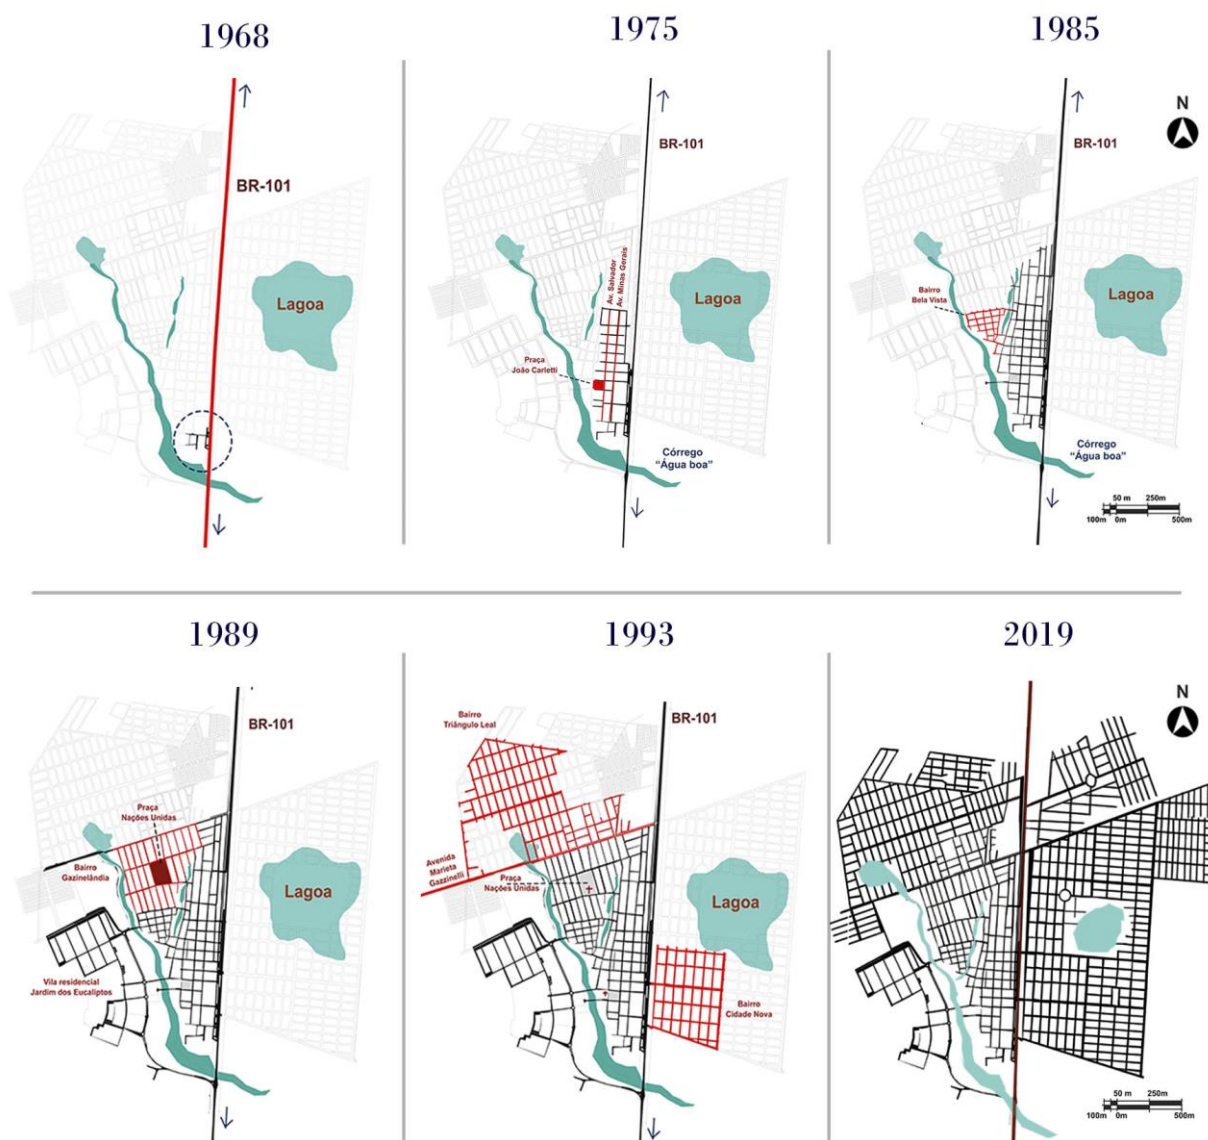 1968
BR-101
Lagoa
1975
BR-101
Av. Salvador
Av. Minas Gerais
Lagoa
Praça
João Carletti
Córrego
“Água boa”
1985
N
BR-101
Bairro
Bela Vista
Lagoa
Córrego
“Água boa”
50 m 250m
100m 0m 500m
1989
BR-101
Praça
Nações Unidas
Bairro
Gazinelândia
Lagoa
Vila residencial
Jardim dos Eucaliptos
1993
Bairro
Triângulo Leal
BR-101
Avenida
Marieta
Gazzinelli
Praça
Nações Unidas
Lagoa
Bairro
Cidade Nova
2019
N
50 m 250m
100m 0m 500m